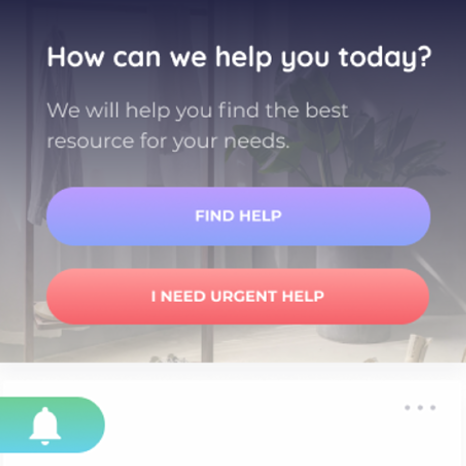 How can we help you today?
We will help you find the best
resource for your needs.
FIND HELP
I NEED URGENT HELP